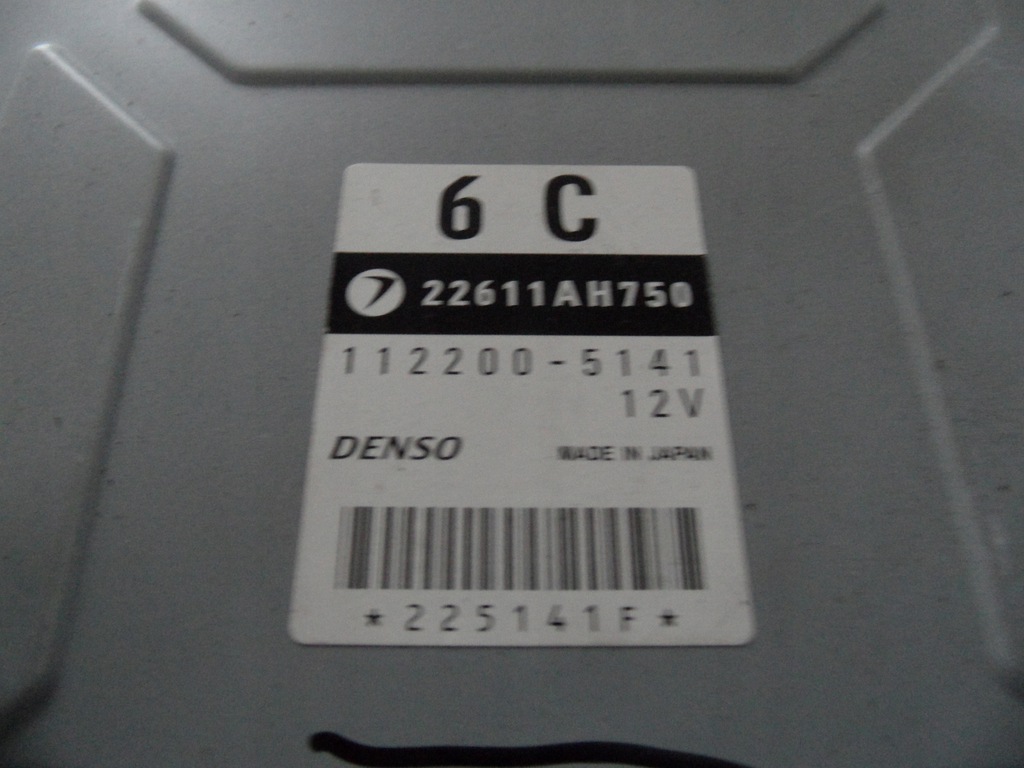 6 C
22611AH750
112200-5141
12V
DENSO MADE IN JAPAN
*225141F*